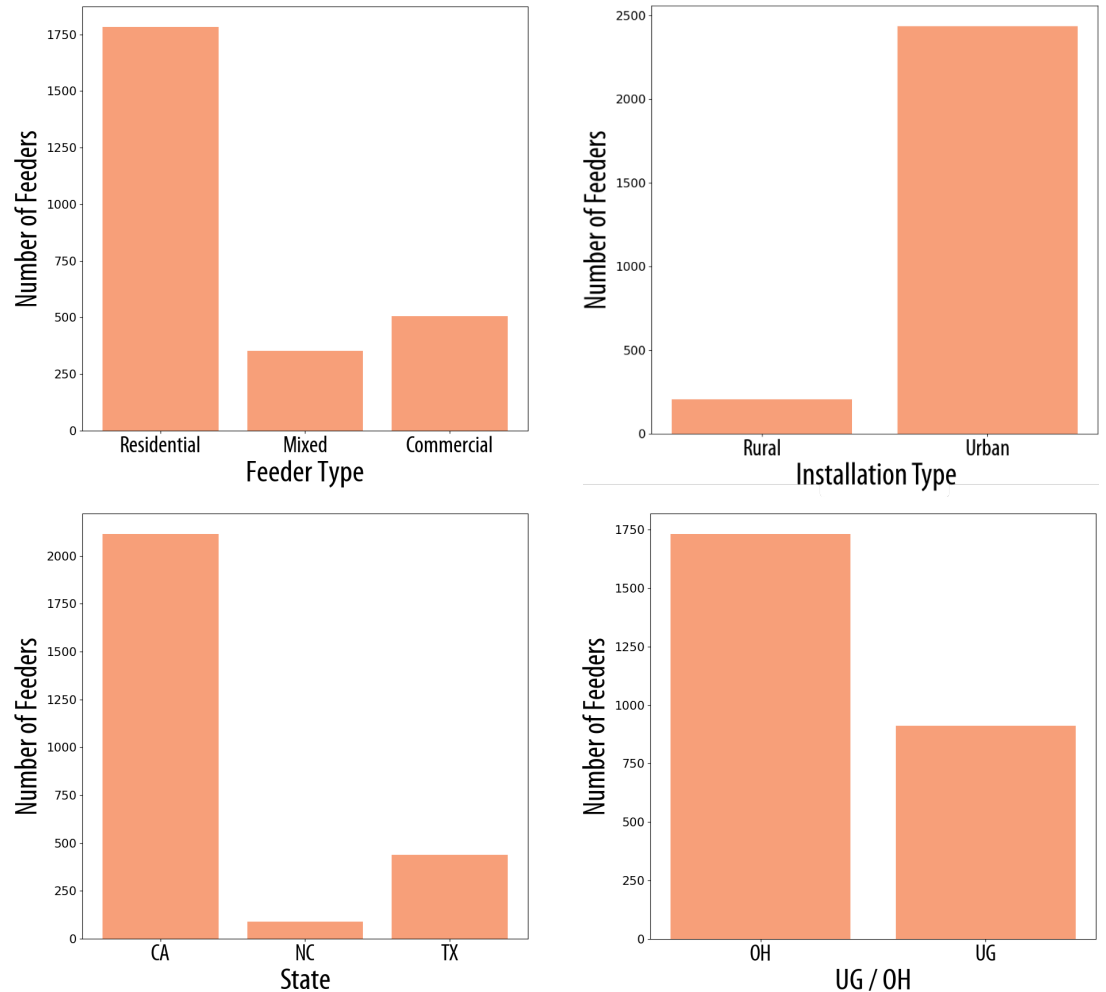 1750
1500
1250
1000
750
500
250
0
Number of Feeders
Residential Mixed Commercial
Feeder Type
2500
2000
1500
1000
500
0
Number of Feeders
Rural Urban
Installation Type
2000
1750
1500
1250
1000
750
500
250
0
Number of Feeders
CA NC TX
State
1750
1500
1250
1000
750
500
250
0
Number of Feeders
OH UG
UG / OH